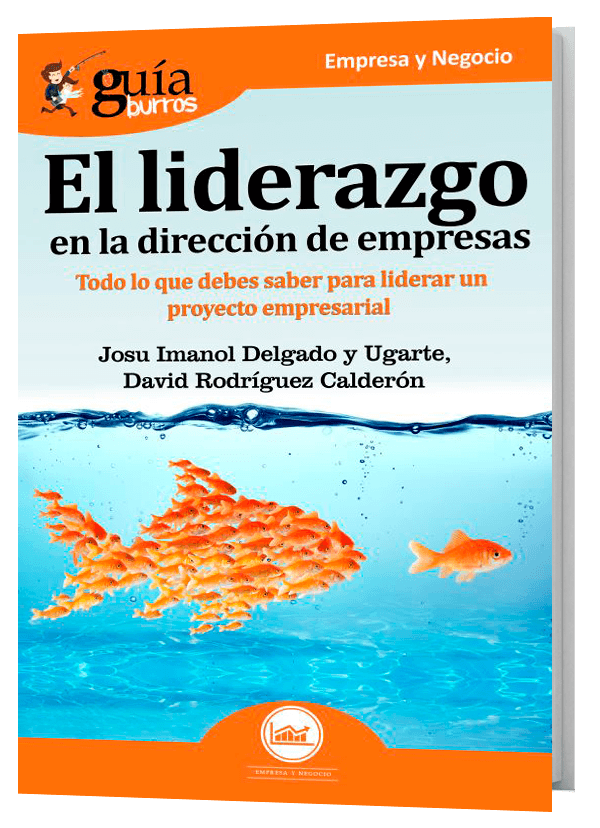 Empresa y Negocio
guía
burros
El liderazgo
en la dirección de empresas
Todo lo que debes saber para liderar un
proyecto empresarial
Josu Imanol Delgado y Ugarte,
David Rodríguez Calderón
EMPRESA Y NEGOCIO